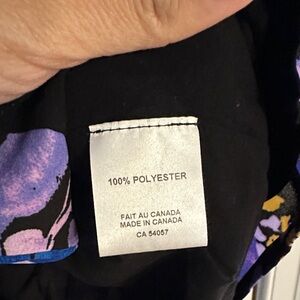 100% POLYESTER
FAIT AU CANADA
MADE IN CANADA
CA 54057